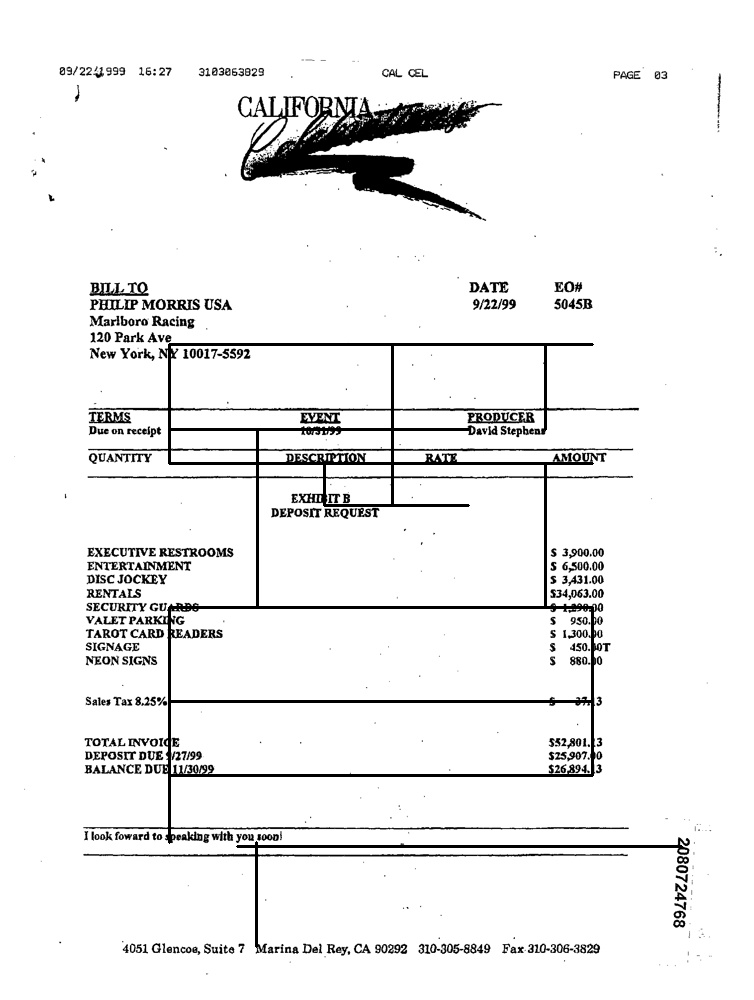 09/22/1999 16:27 3103063829 CAL CEL PAGE 03
CALIFORNIA
BILL TO DATE EO#
PHILIP MORRIS USA 9/22/99 5045B
Marlboro Racing
120 Park Ave
New York, NY 10017-5592
TERMS EVENT PRODUCER
Due on receipt 10/31/99 David Stephens
QUANTITY DESCRIPTION RATE AMOUNT
EXHIBIT B
DEPOSIT REQUEST
EXECUTIVE RESTROOMS $ 3,900.00
ENTERTAINMENT $ 6,500.00
DISC JOCKEY $ 3,431.00
RENTALS $34,063.00
SECURITY GUARDS $ 1,290.00
VALET PARKING $ 950.00
TAROT CARD READERS $ 1,300.00
SIGNAGE $ 450.00T
NEON SIGNS $ 880.00
Sales Tax 8.25% $ 37.13
TOTAL INVOICE $52,801.13
DEPOSIT DUE 9/27/99 $25,907.00
BALANCE DUE 11/30/99 $26,894.13
I look foward to speaking with you soon!
2080724768
4051 Glencoe, Suite 7 Marina Del Rey, CA 90292 310-305-8849 Fax 310-306-3829